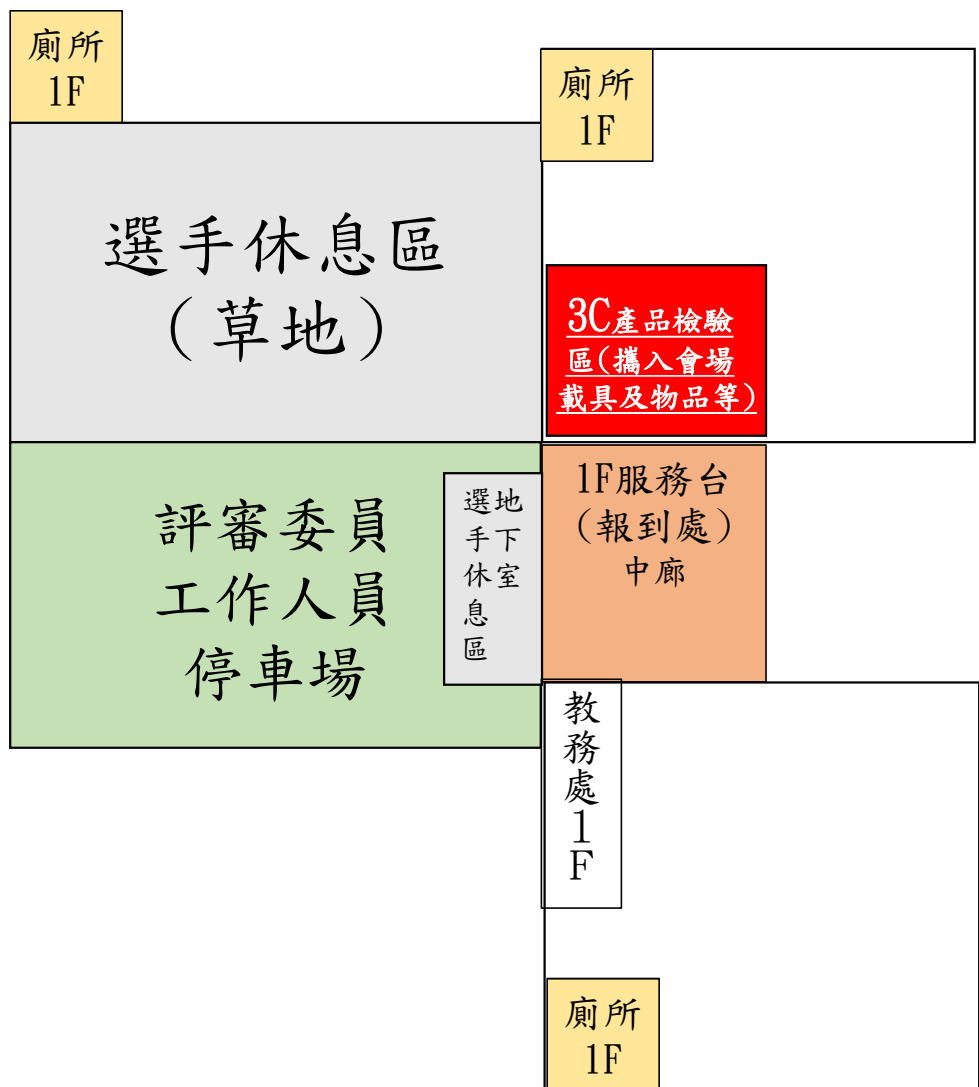 廁所
1F
廁所
1F
選手休息區
（草地）
3C產品檢驗
區(攜入會場
載具及物品等)
評審委員
工作人員
停車場
地下室
選手休息區
1F服務台
（報到處）
中廊
教務處1F
廁所
1F